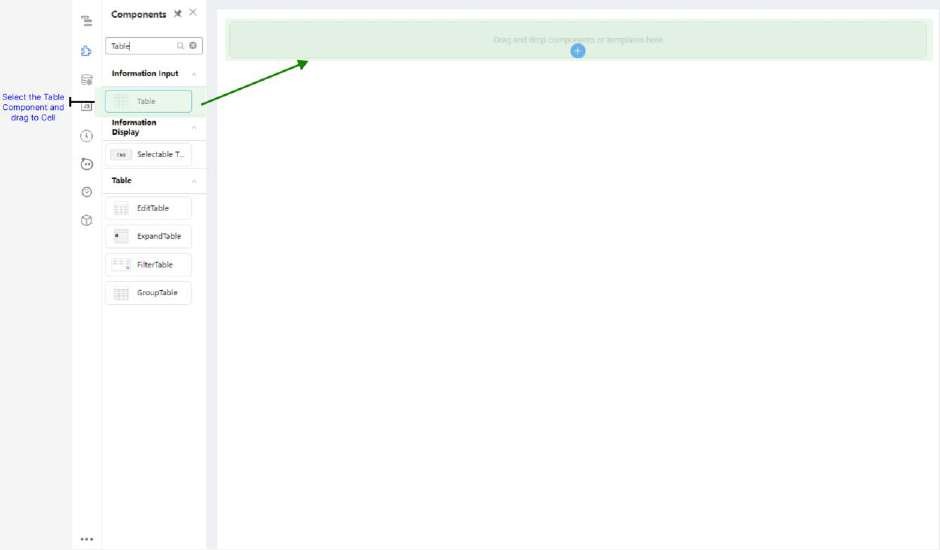 Components
Table
Information Input
Select the Table
Component and
drag to Cell
Table
Information
Display
Selectable T...
Table
EditTable
ExpandTable
FilterTable
GroupTable
Drag and drop components or templates here